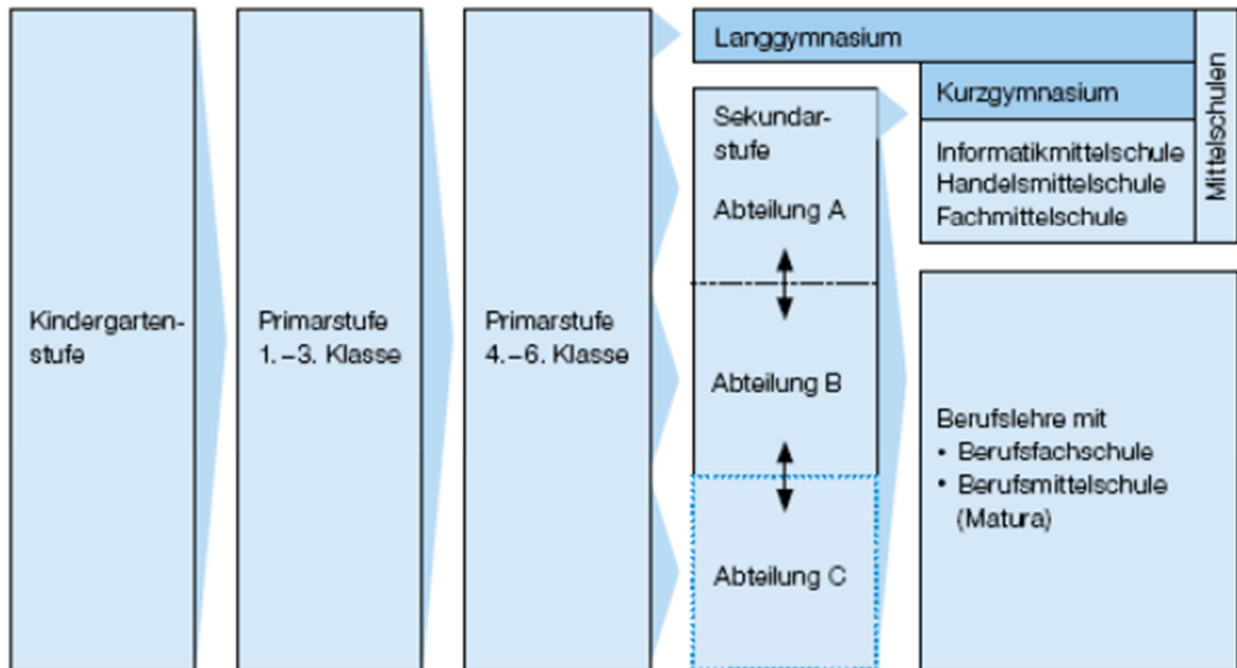 Kindergarten-
stufe
Primarstufe
1.–3. Klasse
Primarstufe
4.–6. Klasse
Langgymnasium
Sekundar-
stufe
Abteilung A
Abteilung B
Abteilung C
Kurzgymnasium
Informatikmittelschule
Handelsmittelschule
Fachmittelschule
Mittelschulen
Berufslehre mit
• Berufsfachschule
• Berufsmittelschule
(Matura)